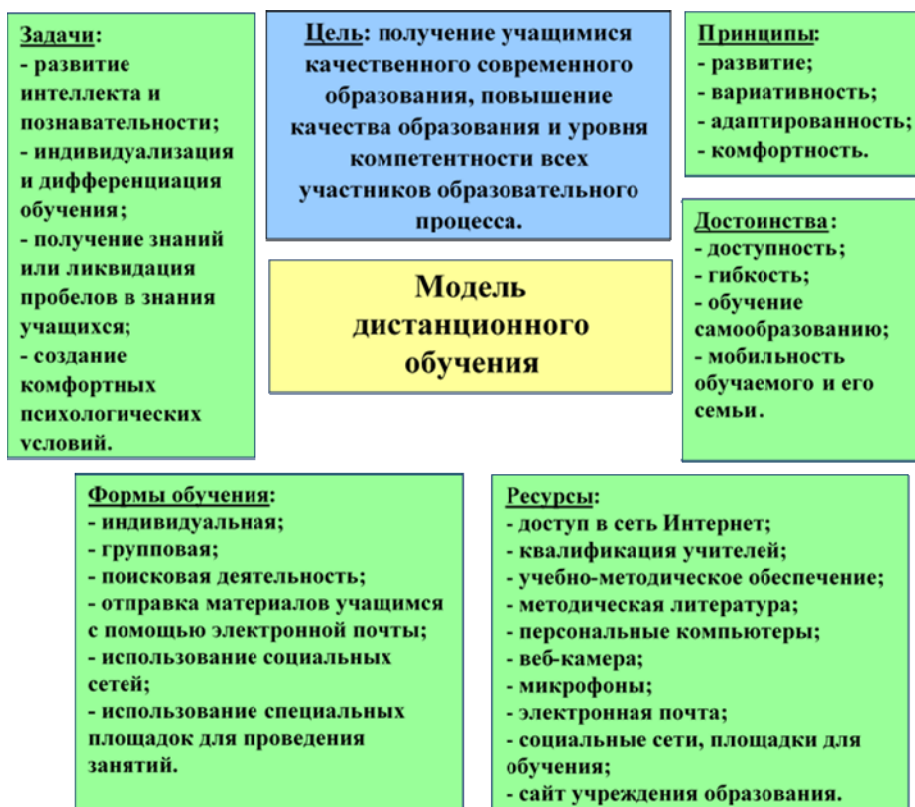 Задачи:
- развитие
интеллекта и
познавательности;
- индивидуализация
и дифференциация
обучения;
- получение знаний
или ликвидация
пробелов в знания
учащихся;
- создание
комфортных
психологических
условий.
Цель: получение учащимися
качественного современного
образования, повышение
качества образования и уровня
компетентности всех
участников образовательного
процесса.
Принципы:
- развитие;
- вариативность;
- адаптированность;
- комфортность.
Модель
дистанционного
обучения
Достоинства:
- доступность;
- гибкость;
- обучение
самообразованию;
- мобильность
обучаемого и его
семьи.
Формы обучения:
- индивидуальная;
- групповая;
- поисковая деятельность;
- отправка материалов учащимся
с помощью электронной почты;
- использование социальных
сетей;
- использование специальных
площадок для проведения
занятий.
Ресурсы:
- доступ в сеть Интернет;
- квалификация учителей;
- учебно-методическое обеспечение;
- методическая литература;
- персональные компьютеры;
- веб-камера;
- микрофоны;
- электронная почта;
- социальные сети, площадки для
обучения;
- сайт учреждения образования.